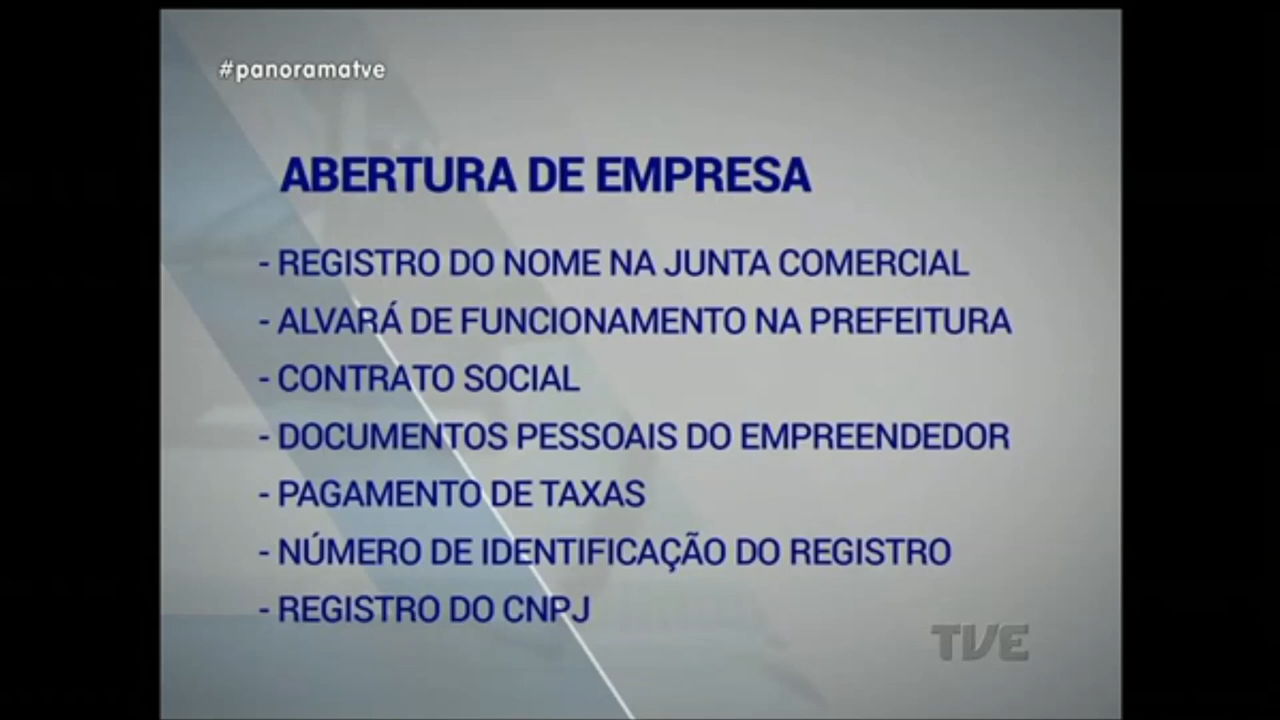 #panoramatve
ABERTURA DE EMPRESA
- REGISTRO DO NOME NA JUNTA COMERCIAL
- ALVARÁ DE FUNCIONAMENTO NA PREFEITURA
- CONTRATO SOCIAL
- DOCUMENTOS PESSOAIS DO EMPREENDEDOR
- PAGAMENTO DE TAXAS
- NÚMERO DE IDENTIFICAÇÃO DO REGISTRO
- REGISTRO DO CNPJ
TVE